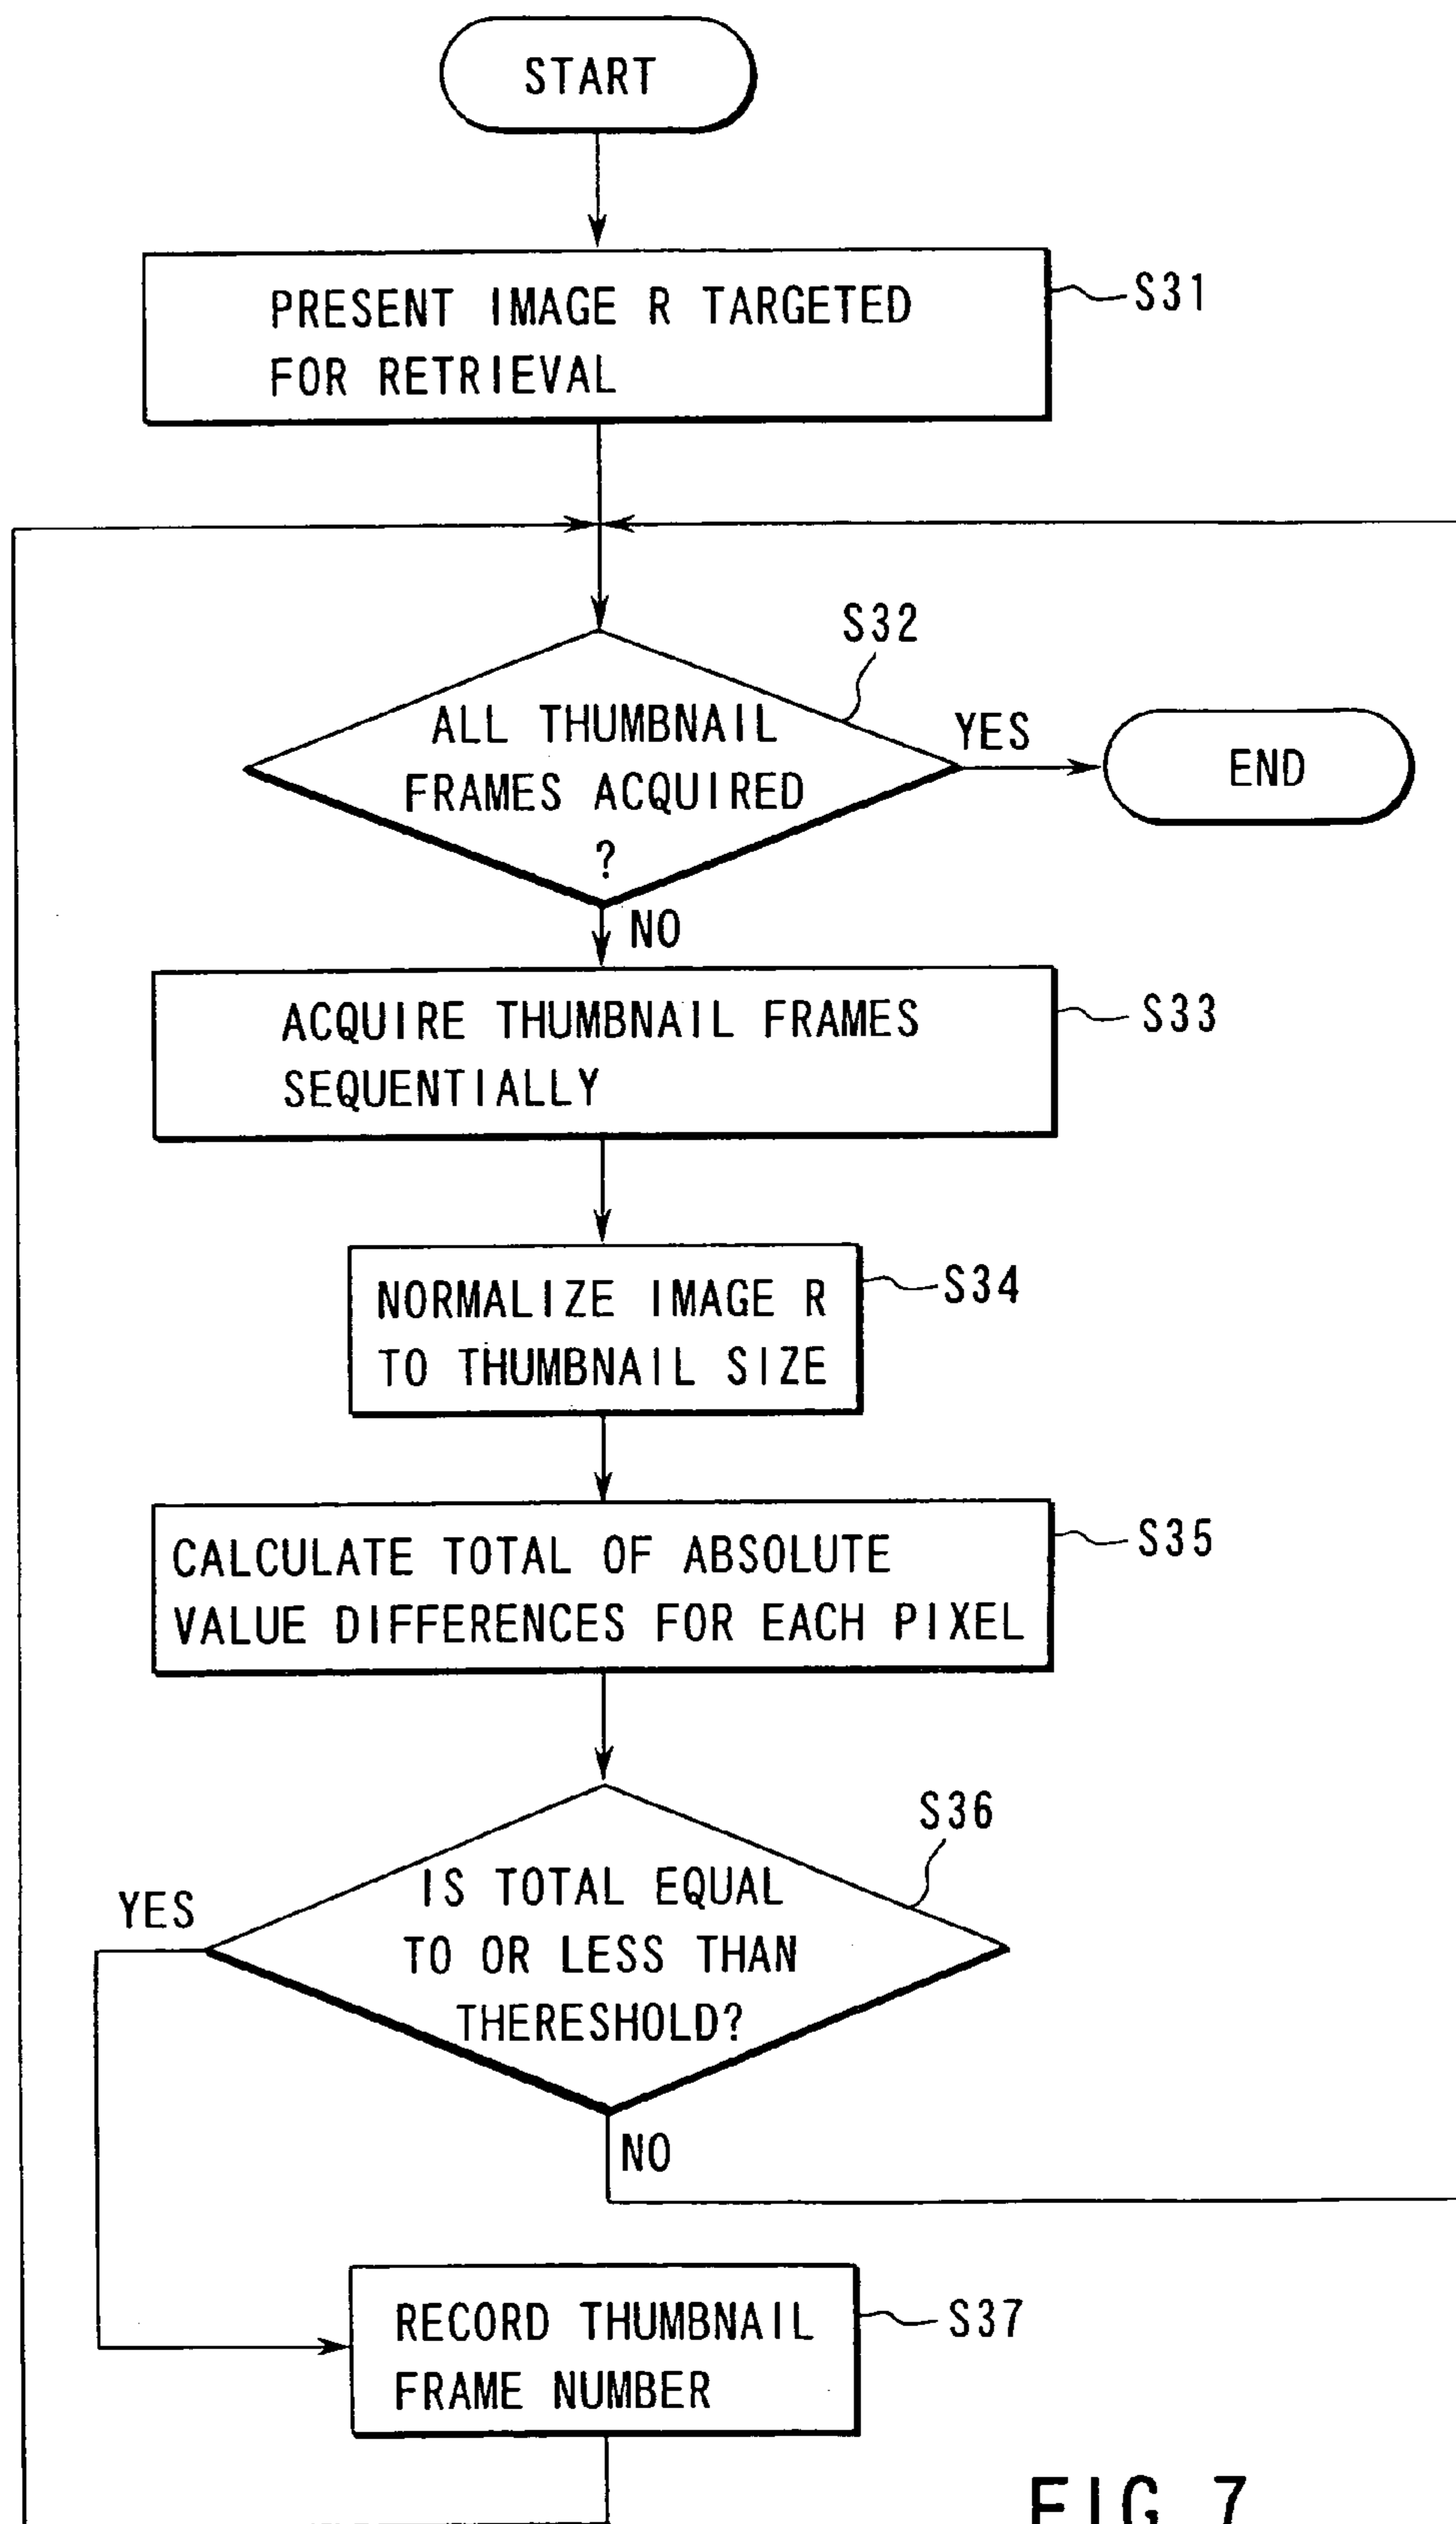 START
PRESENT IMAGE R TARGETED
FOR RETRIEVAL
S31
S32
ALL THUMBNAIL
FRAMES ACQUIRED
?
YES
END
NO
ACQUIRE THUMBNAIL FRAMES
SEQUENTIALLY
S33
NORMALIZE IMAGE R
TO THUMBNAIL SIZE
S34
CALCULATE TOTAL OF ABSOLUTE
VALUE DIFFERENCES FOR EACH PIXEL
S35
S36
IS TOTAL EQUAL
TO OR LESS THAN
THERESHOLD?
YES
NO
RECORD THUMBNAIL
FRAME NUMBER
S37
FIG 7